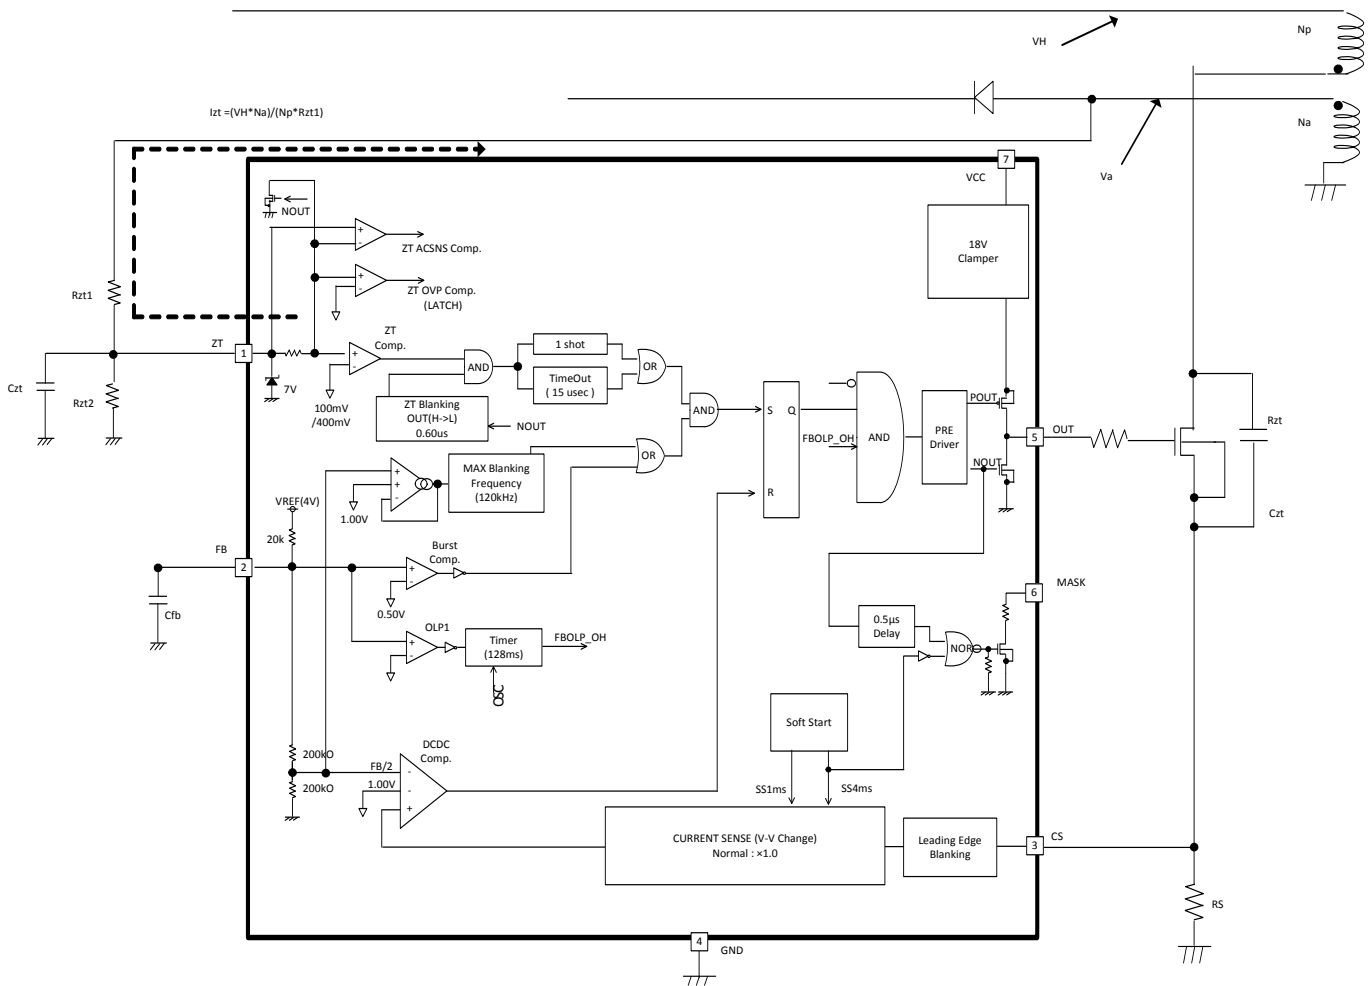 VH
Np
Izt =(VH*Na)/(Np*Rzt1)
Na
Va
7
VCC
NOUT
18V
Clamper
+
-
ZT ACSNS Comp.
+
-
ZT OVP Comp.
(LATCH)
Rzt1
ZT
1
ZT
Comp.
+
-
7V
100mV
/400mV
AND
1 shot
TimeOut
( 15 usec )
OR
Czt
Rzt2
ZT Blanking
OUT(H->L)
0.60us
NOUT
AND
S
Q
R
FBOLP_OH
AND
PRE
Driver
POUT
NOUT
5
OUT
Rzt
Czt
OR
MAX Blanking
Frequency
(120kHz)
+
+
-
1.00V
VREF(4V)
20k
FB
2
Cfb
Burst
Comp.
+
-
0.50V
OLP1
+
-
Timer
(128ms)
FBOLP_OH
OSC
6
MASK
0.5µs
Delay
NOR
Soft Start
SS1ms
SS4ms
200kO
200kO
FB/2
1.00V
DCDC
Comp.
-
-
+
CURRENT SENSE (V-V Change)
Normal : ×1.0
Leading Edge
Blanking
3
CS
RS
4
GND